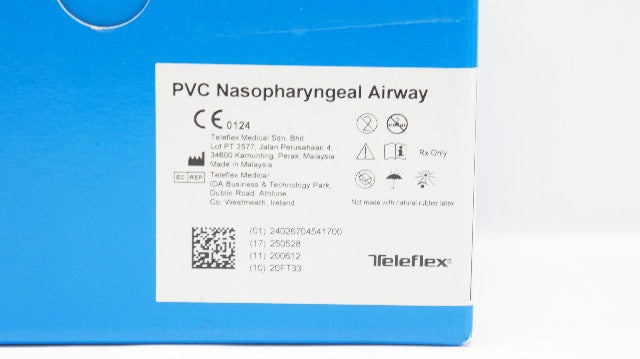 PVC Nasopharyngeal Airway
CE 0124
Teleflex Medical Sdn. Bhd.
Lot PT 2577, Jalan Perusahaan 4,
34600 Kamunting, Perak, Malaysia
Made in Malaysia
EC REP
Teleflex Medical
IDA Business & Technology Park,
Dublin Road, Athlone,
Co. Westmeath, Ireland
2
Rx Only
Not made with natural rubber latex
(01) 24026704541700
(17) 250528
(11) 200612
(10) 20FT33
Teleflex®